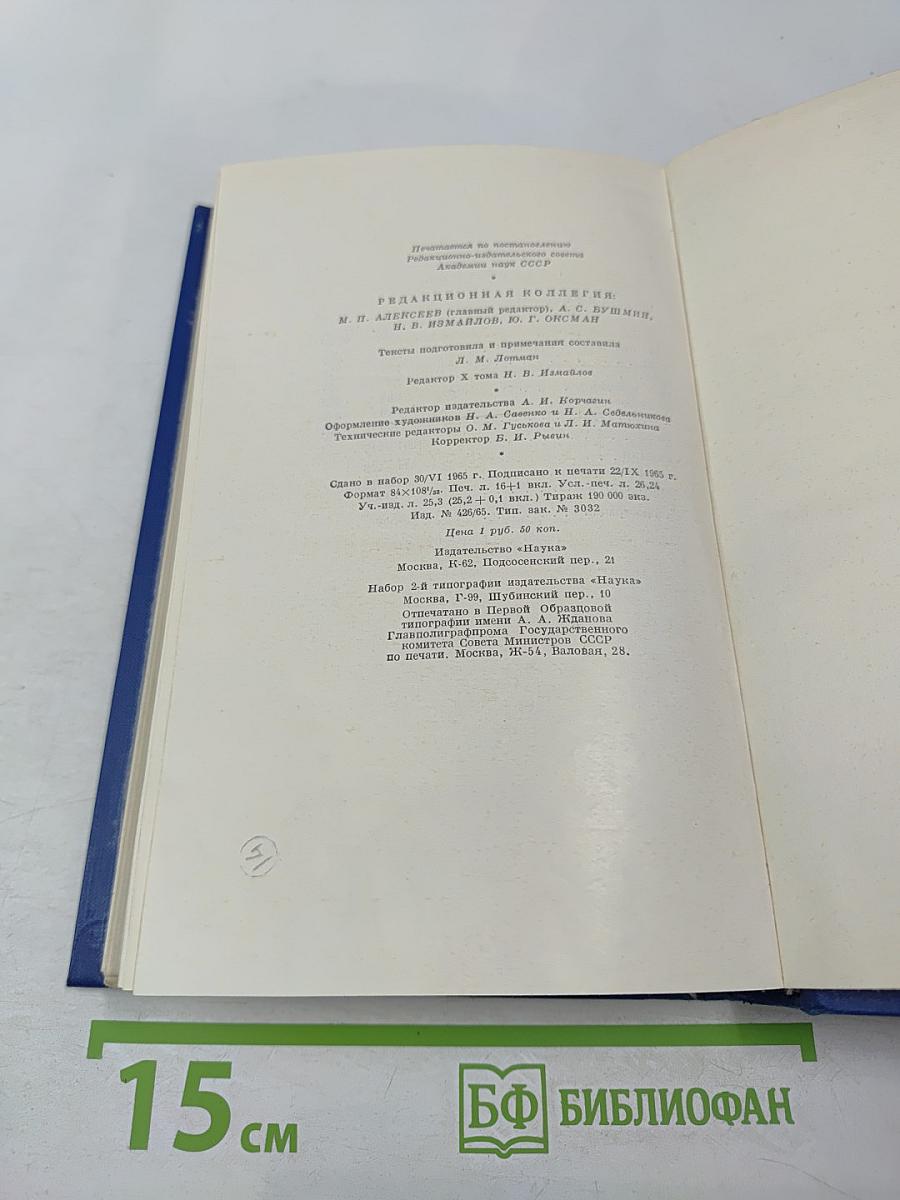 Печатается по постановлению
Редакционно-издательского совета
Академии наук СССР
*
РЕДАКЦИОННАЯ КОЛЛЕГИЯ:
М. П. АЛЕКСЕЕВ (главный редактор), А. С. БУШМИН,
Н. В. ИЗМАЙЛОВ, Ю. Г. ОКСМАН
Тексты подготовила и примечания составила
Л. М. Лотман
Редактор X тома Н. В. Измайлов
*
Редактор издательства А. И. Корчагин
Оформление художников Н. А. Савенко и Н. А. Седельникова
Технические редакторы О. М. Гуськова и Л. И. Матюхина
Корректор Б. И. Рывин
*
Сдано в набор 30/VI 1965 г. Подписано к печати 22/IX 1965 г.
Формат 84×108¹/₃₂. Печ. л. 16+1 вкл. Усл.-печ. л. 26,24
Уч.-изд. л. 25,3 (25,2+0,1 вкл.) Тираж 190 000 экз.
Изд. № 426/65. Тип. зак. № 3032
Цена 1 руб. 50 коп.
Издательство «Наука»
Москва, К-62, Подсосенский пер., 21
Набор 2-й типографии издательства «Наука»
Москва, Г-99, Шубинский пер., 10
Отпечатано в Первой Образцовой
типографии имени А. А. Жданова
Главполиграфпрома Государственного
комитета Совета Министров СССР
по печати. Москва, Ж-54, Валовая, 28.
15 см
БФ БИБЛИОФАН